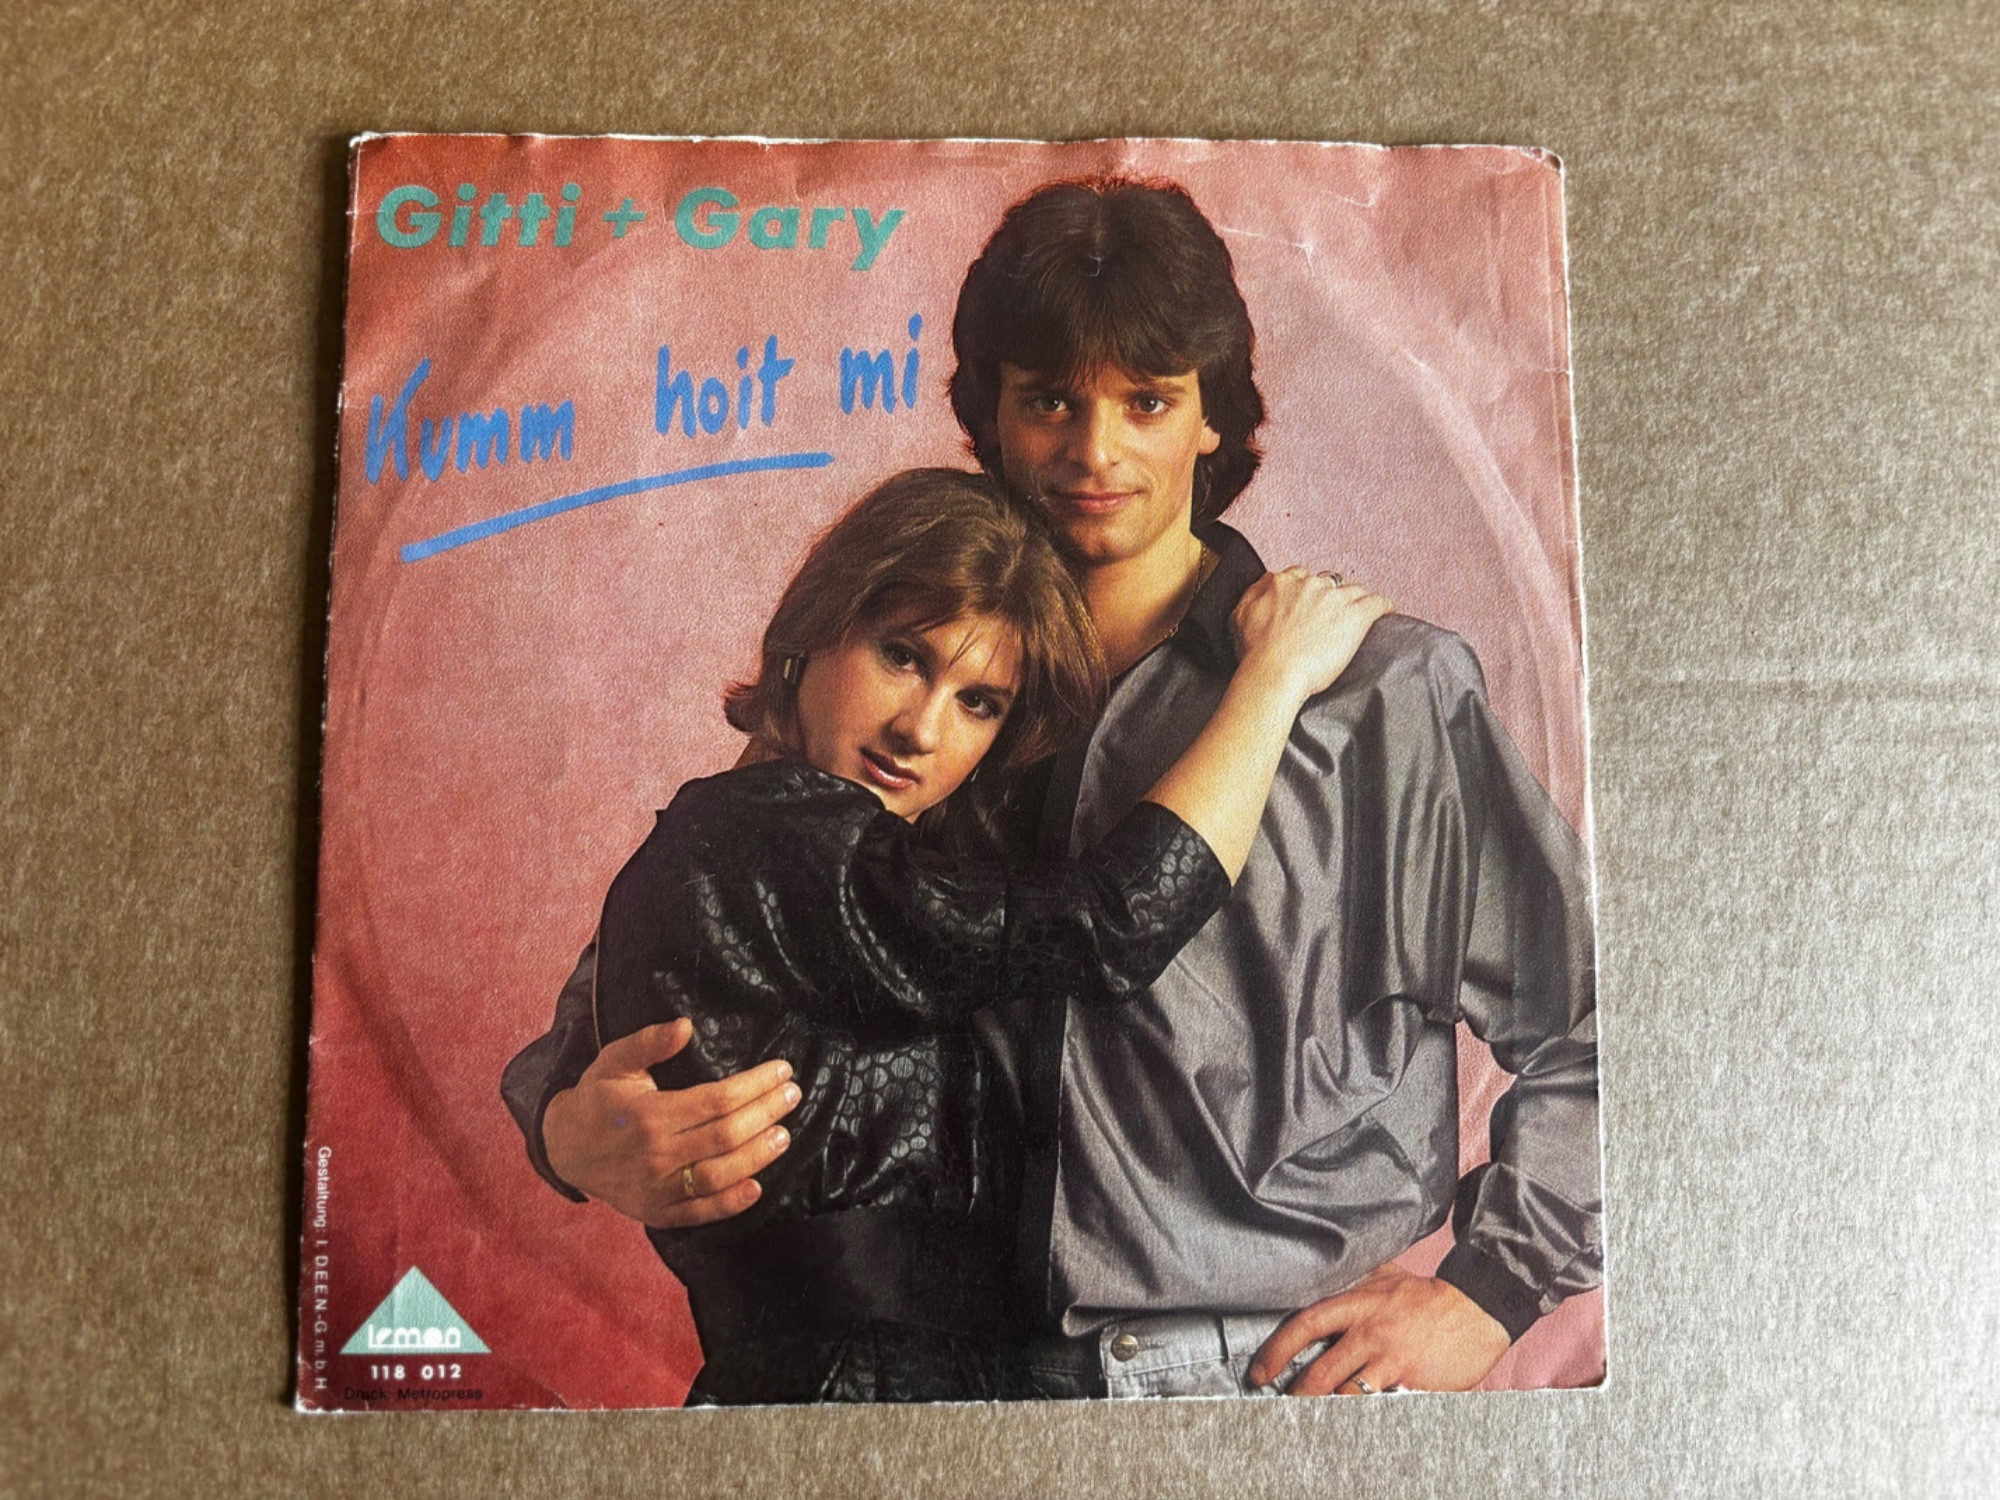 Gitti + Gary
Kumm hoit mi
Gestaltung: I. DEEN.-G.m.b.H.
lemon
118 012
Druck: Metropress